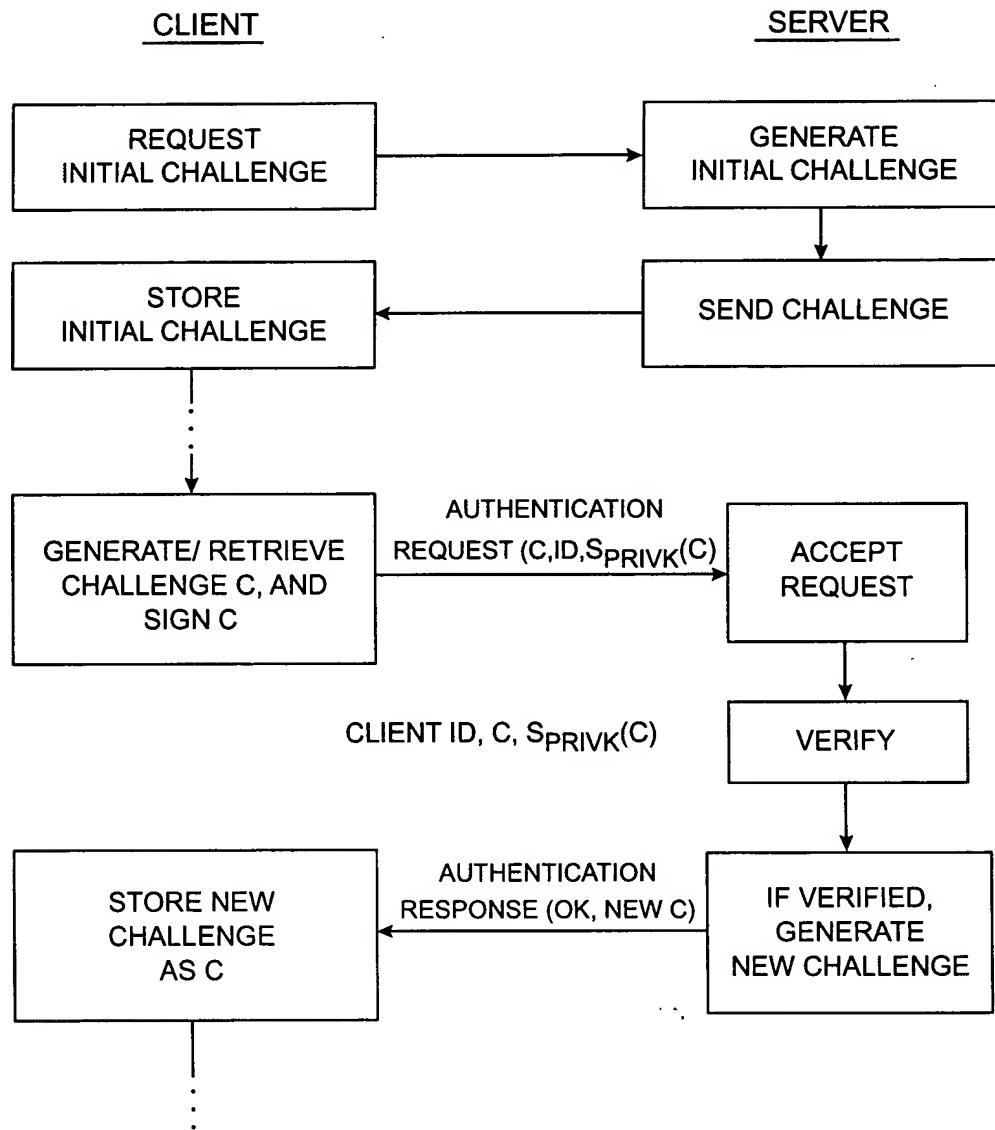 CLIENT
SERVER
REQUEST
INITIAL CHALLENGE
GENERATE
INITIAL CHALLENGE
STORE
INITIAL CHALLENGE
SEND CHALLENGE
GENERATE/ RETRIEVE
CHALLENGE C, AND
SIGN C
AUTHENTICATION
REQUEST (C,ID,SPRIVK(C)
ACCEPT
REQUEST
CLIENT ID, C, SPRIVK(C)
VERIFY
STORE NEW
CHALLENGE
AS C
AUTHENTICATION
RESPONSE (OK, NEW C)
IF VERIFIED,
GENERATE
NEW CHALLENGE